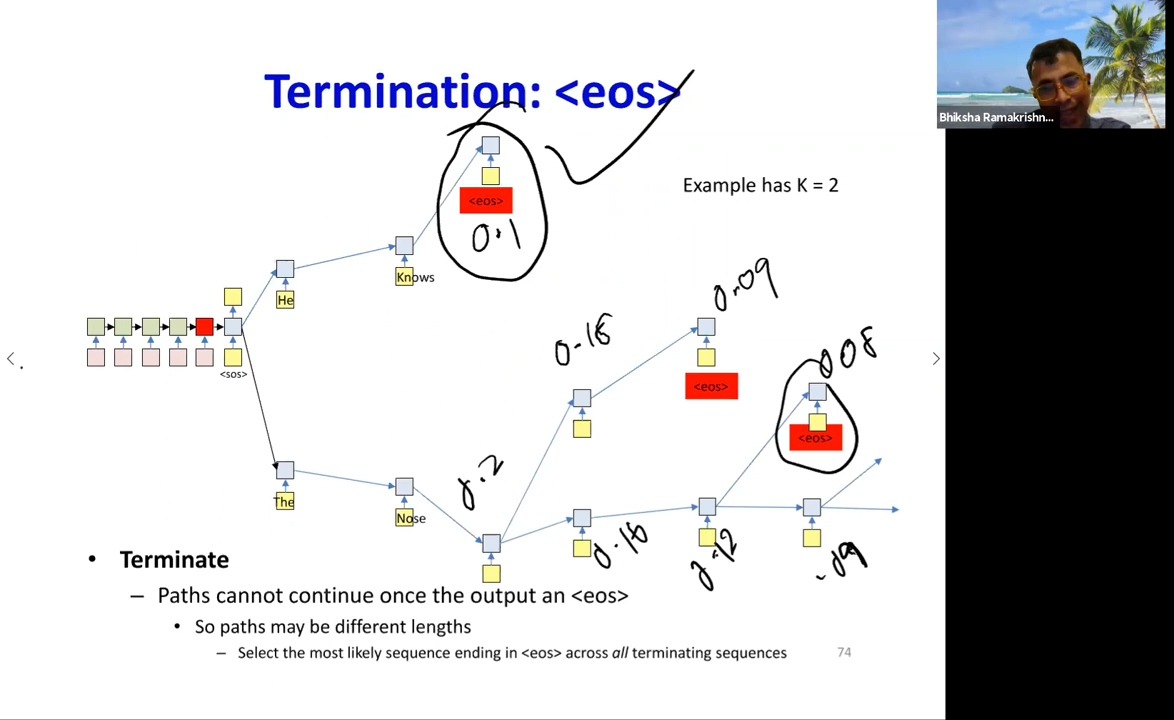 Termination: <eos>
Bhiksha Ramakrishn...
Example has K = 2
<eos>
0.1
Knows
He
0.09
<sos>
0.18
<eos>
0.08
<eos>
0.2
The
Nose
0.16
0.12
.09
• Terminate
– Paths cannot continue once the output an <eos>
• So paths may be different lengths
– Select the most likely sequence ending in <eos> across all terminating sequences
74